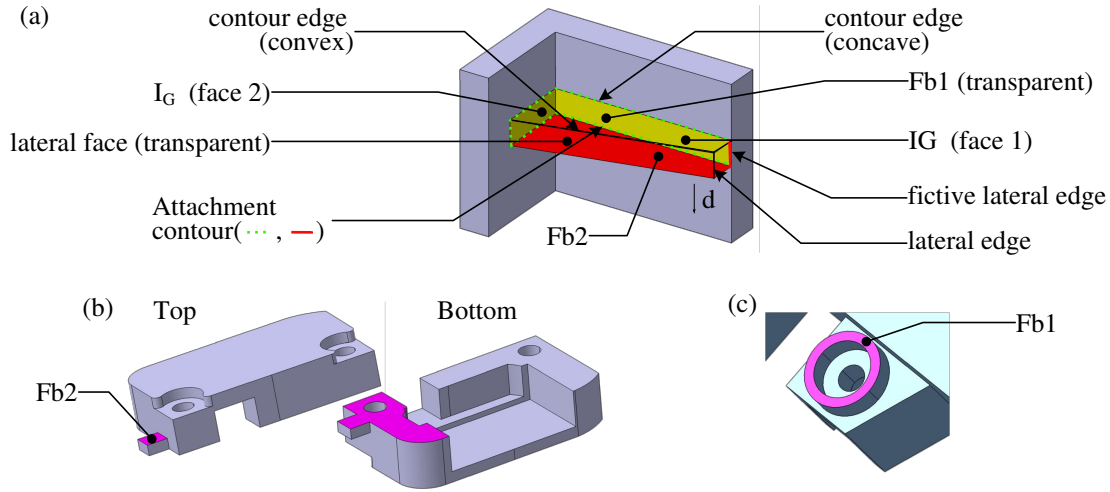 (a)
contour edge
(convex)
contour edge
(concave)
I_G (face 2)
Fb1 (transparent)
lateral face (transparent)
IG (face 1)
d
fictive lateral edge
Attachment
contour( ··· , — )
Fb2
lateral edge
(b) Top Bottom (c)
Fb1
Fb2